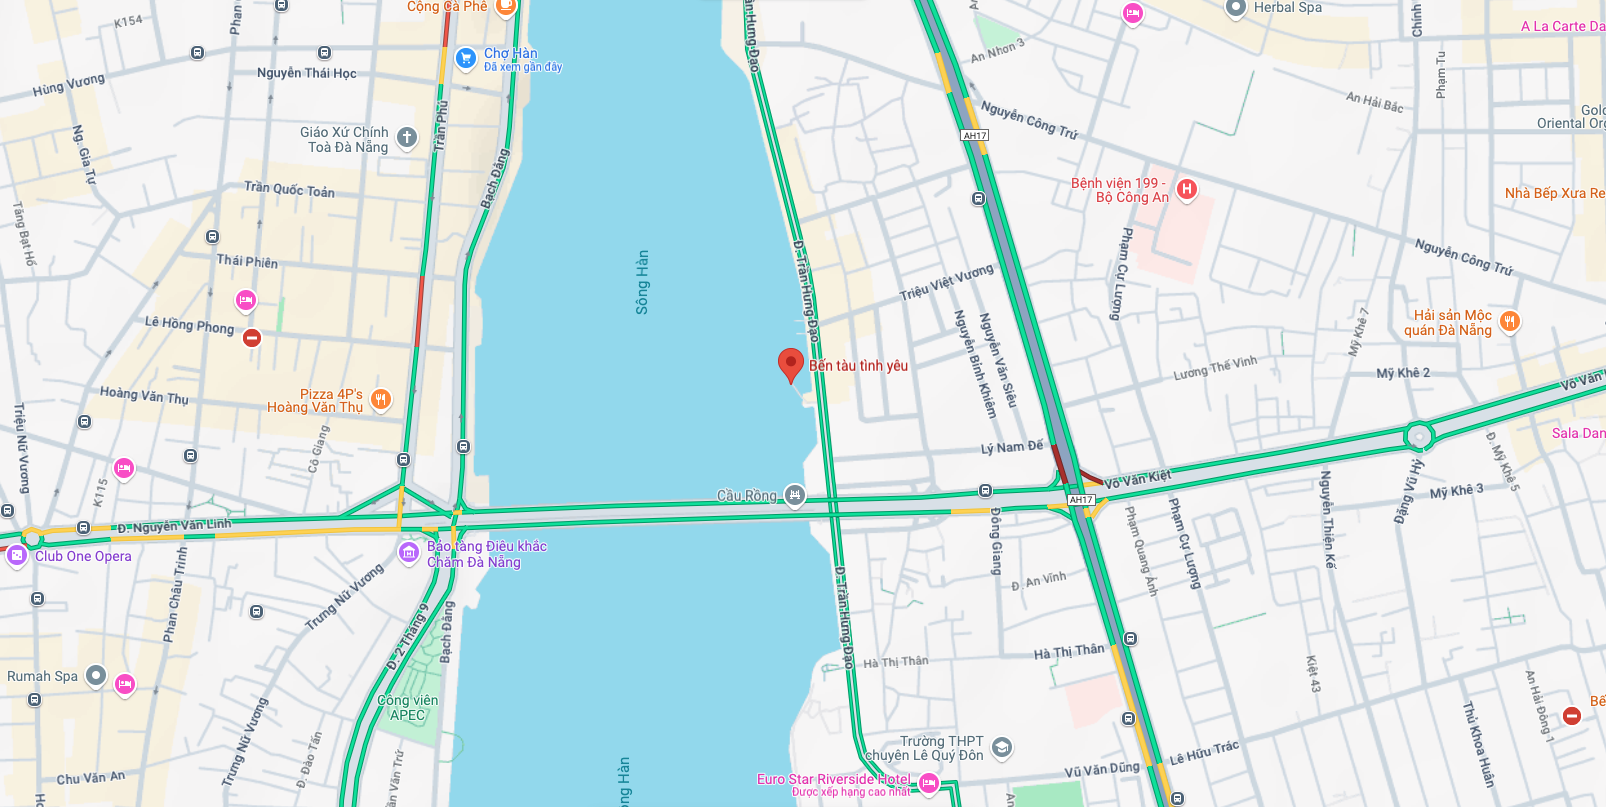 K154
Cộng Cà Phê
Chợ Hàn
Đã xem gần đây
Nguyễn Thái Học
Hùng Vương
Trần Phú
Giáo Xứ Chính
Toà Đà Nẵng
Ng. Gia Tự
Trần Quốc Toản
Bạch Đằng
Tăng Bạt Hổ
Thái Phiên
Lê Hồng Phong
Hoàng Văn Thụ
Pizza 4P's
Hoàng Văn Thụ
Triệu Nữ Vương
Cô Giang
K115
Đ. Nguyễn Văn Linh
Club One Opera
Bảo tàng Điêu khắc
Chăm Đà Nẵng
Phan Châu Trinh
Trưng Nữ Vương
Đ. 2 Tháng 9
Bạch Đằng
Rumah Spa
Công viên
APEC
Trưng Nữ Vương
Đ. Đào Tấn
Chu Văn An
Sông Hàn
Cầu Rồng
Bến tàu tình yêu
Đ. Trần Hưng Đạo
Đ. Trần Hưng Đạo
Herbal Spa
A La Carte Da
An Nhơn 3
Nguyễn Công Trứ
AH17
An Hải Bắc
Phạm Tu
Chính
Gold
Oriental Org
Bệnh viện 199 -
Bộ Công An
Nhà Bếp Xưa Re
Phạm Cự Lượng
Nguyễn Công Trứ
Triệu Việt Vương
Nguyễn Bỉnh Khiêm
Nguyễn Văn Siêu
Hải sản Mộc
quán Đà Nẵng
Mỹ Khê 7
Lương Thế Vinh
Mỹ Khê 2
Lý Nam Đế
Võ Văn Kiệt
AH17
Sala Dan
Đ. Mỹ Khê 5
Mỹ Khê 3
Đặng Vũ Hỷ
Nguyễn Thiên Kế
Phạm Cự Lượng
Phạm Quang Ảnh
Đông Giang
Đ. An Vĩnh
Hà Thị Thân
Hà Thị Thân
Kiệt 43
An Hải Đông 1
Thủ Khoa Huân
Trường THPT
chuyên Lê Quý Đôn
Lê Hữu Trác
Vũ Văn Dũng
Euro Star Riverside Hotel
Được xếp hạng cao nhất